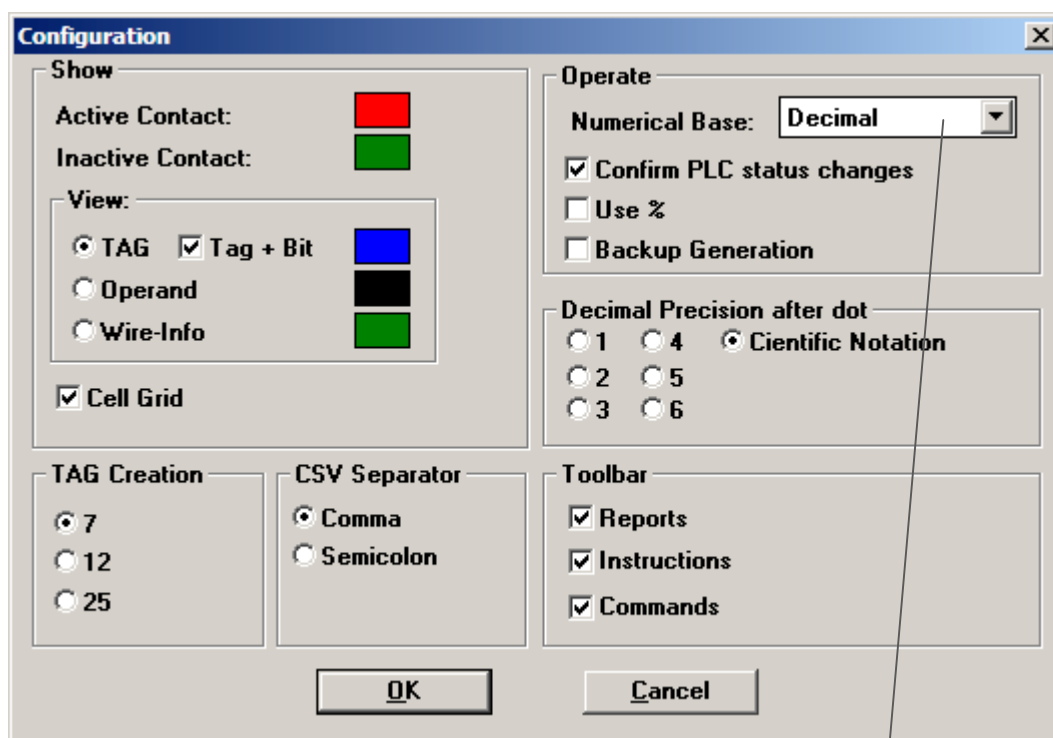 Configuration
Show
Active Contact:
Inactive Contact:
View:
TAG Tag + Bit
Operand
Wire-Info
Cell Grid
Operate
Numerical Base: Decimal
Confirm PLC status changes
Use %
Backup Generation
Decimal Precision after dot
1 4 Cientific Notation
2 5
3 6
TAG Creation
7
12
25
CSV Separator
Comma
Semicolon
Toolbar
Reports
Instructions
Commands
OK Cancel